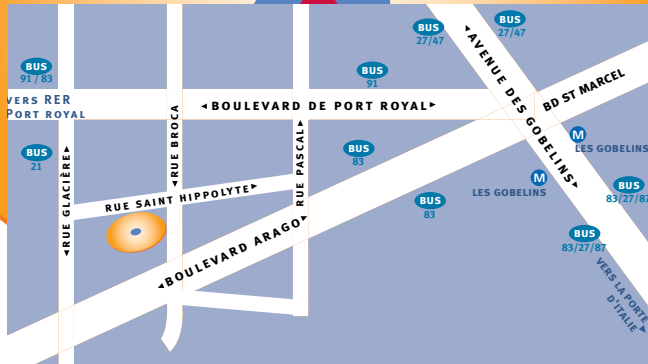 BUS
27/47
BUS
27/47
BUS
91 / 83
BUS
91
VERS RER
PORT ROYAL
◄BOULEVARD DE PORT ROYAL►
AVENUE DES GOBELINS
BD ST MARCEL
M
LES GOBELINS
M
LES GOBELINS
BUS
21
BUS
83
◄RUE BROCA
RUE PASCAL►
◄RUE GLACIÈRE►
RUE SAINT HIPPOLYTE►
◄BOULEVARD ARAGO►
BUS
83
BUS
83/27/87
BUS
83/27/87
VERS LA PORTE
D'ITALIE